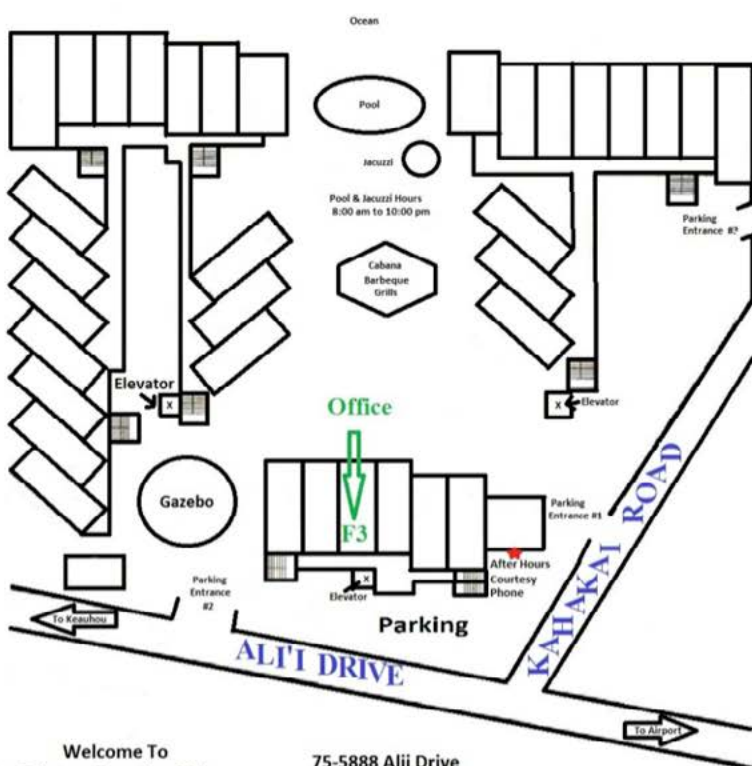 Ocean
Pool
Jacuzzi
Pool & Jacuzzi Hours
8:00 am to 10:00 pm
Parking
Entrance #3
Cabana
Barbeque
Grills
Elevator
X
X
Elevator
Office
F3
Gazebo
Parking
Entrance #1
After Hours
Courtesy
Phone
X
Elevator
Parking
Entrance
#2
Parking
To Keauhou
ALI'I DRIVE
KAHAKAI ROAD
To Airport
Welcome To
75-5888 Alii Drive